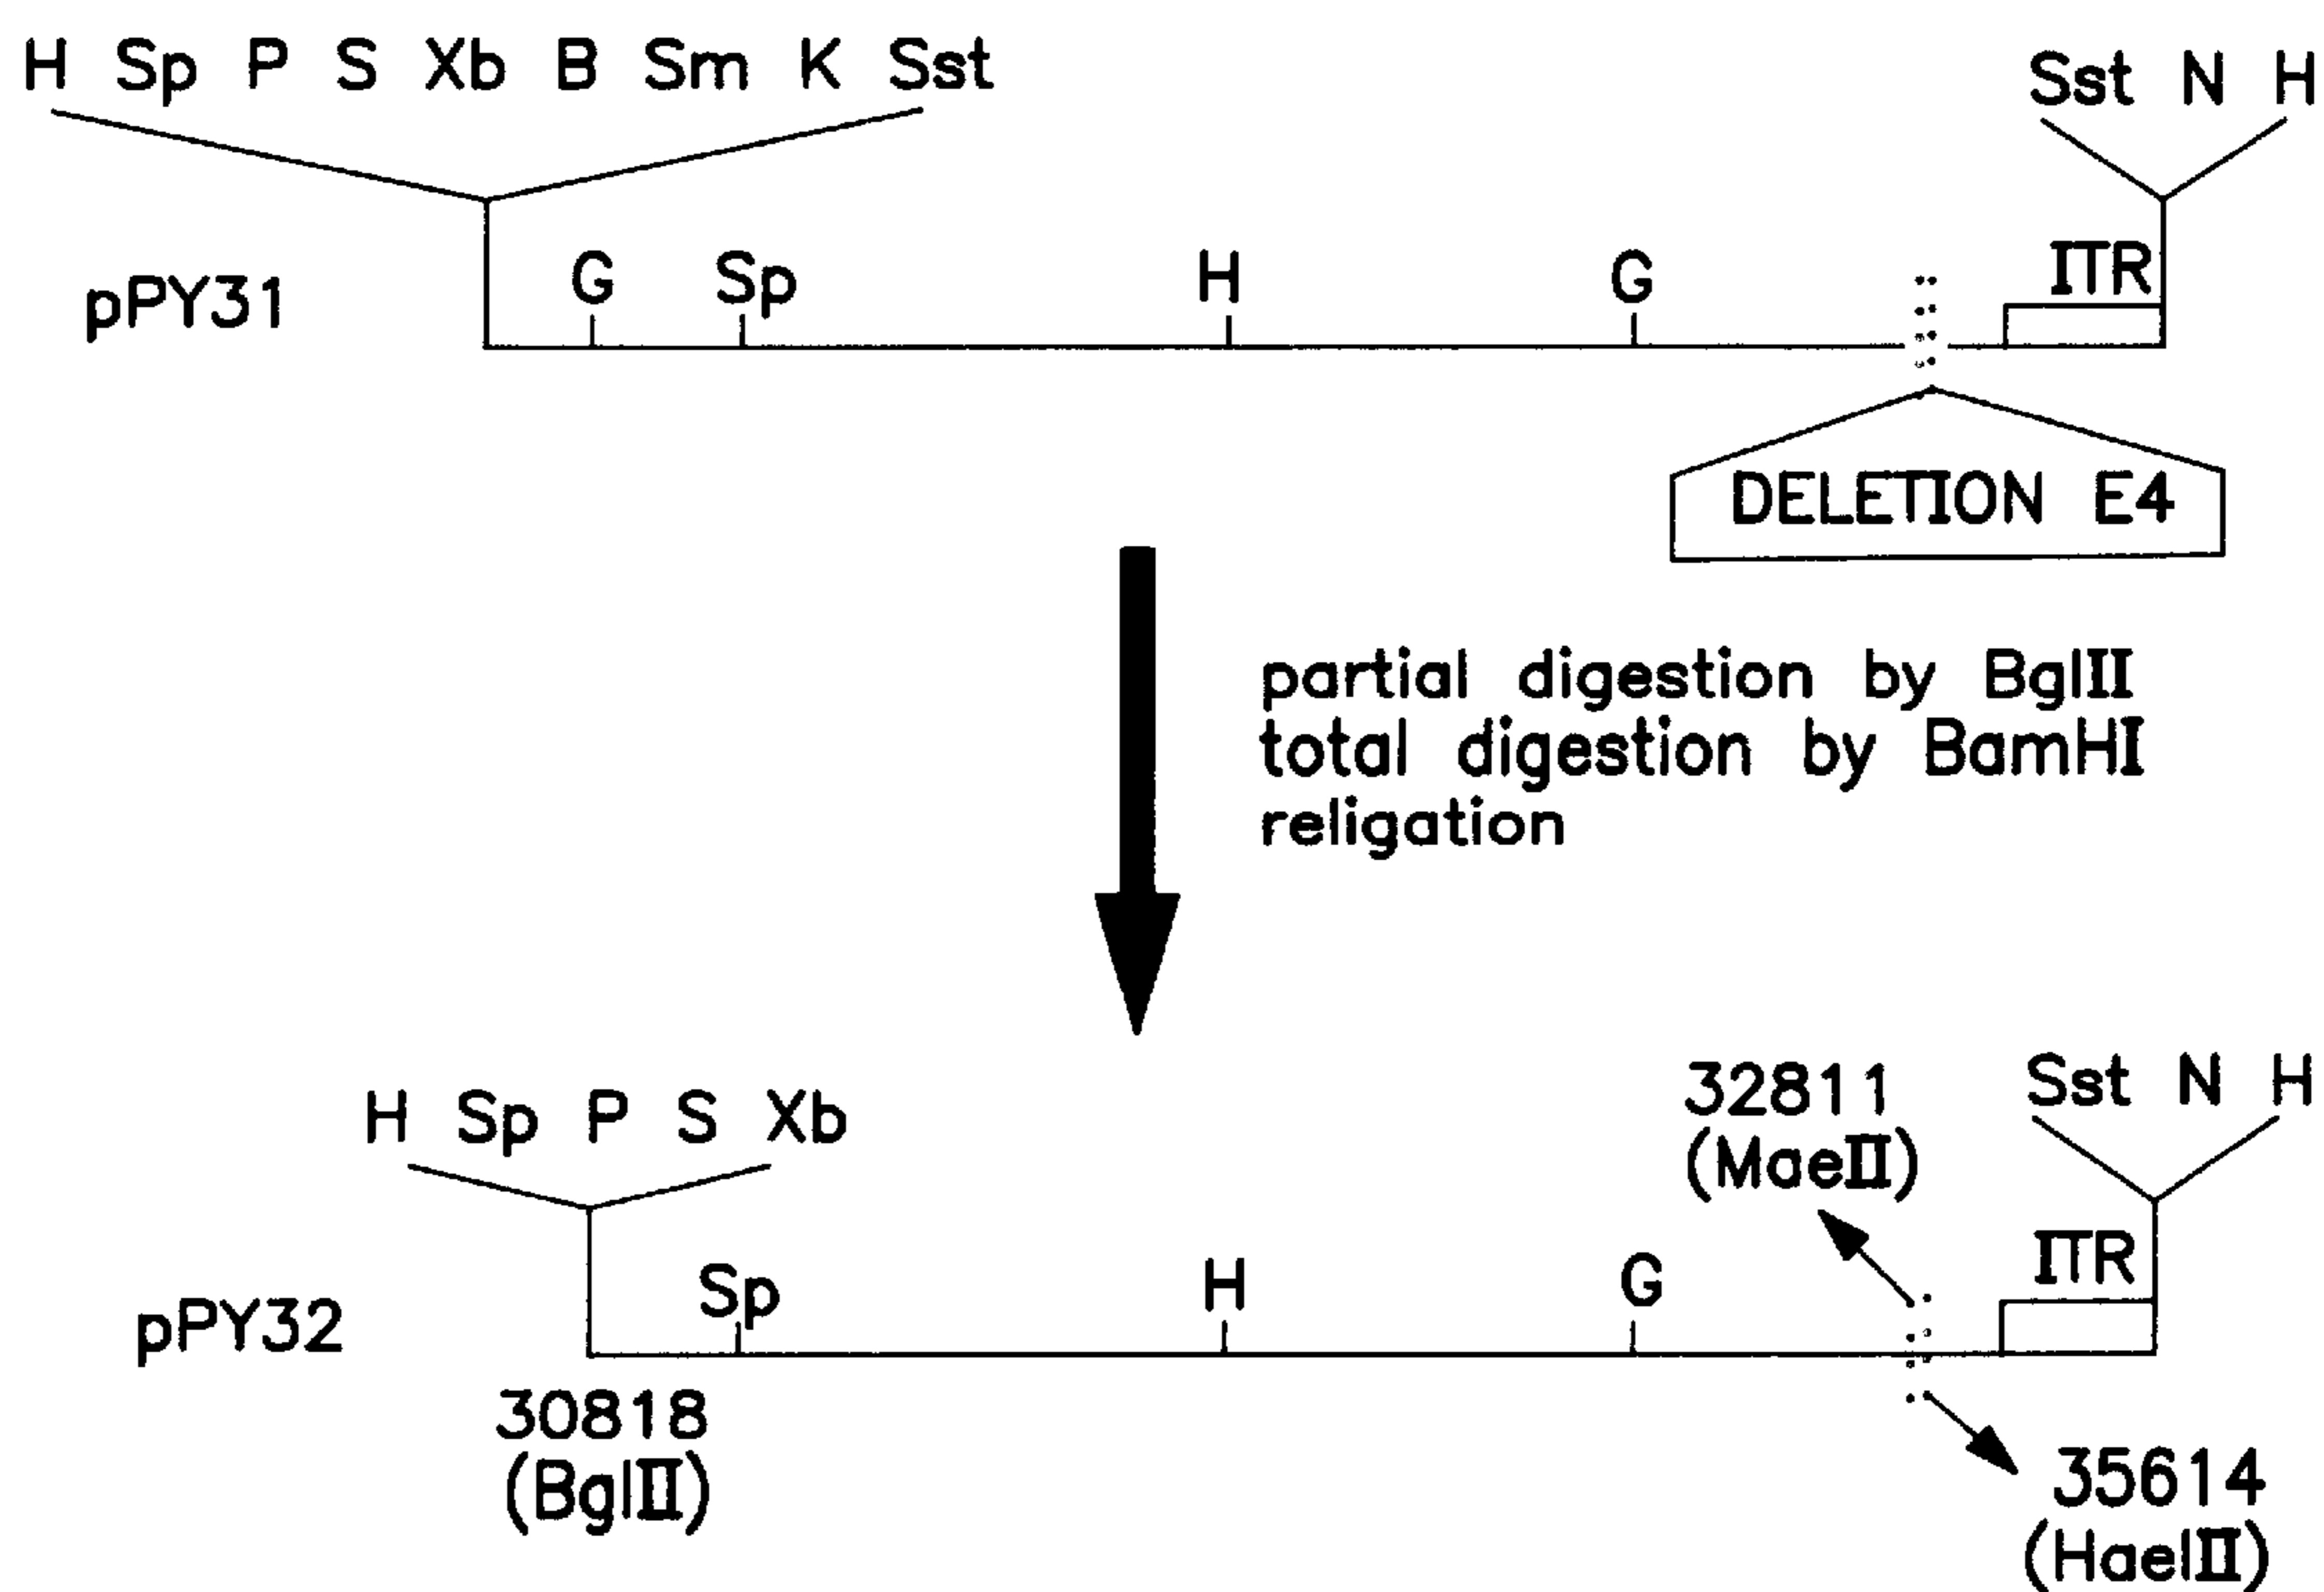 H Sp P S Xb B Sm K Sst
Sst N H
G Sp H G ITR
pPY31
DELETION E4
partial digestion by BglII
total digestion by BamHI
religation
32811
(MaeII)
Sst N H
H Sp P S Xb
Sp H G ITR
pPY32
30818
(BglII)
35614
(HaeIII)